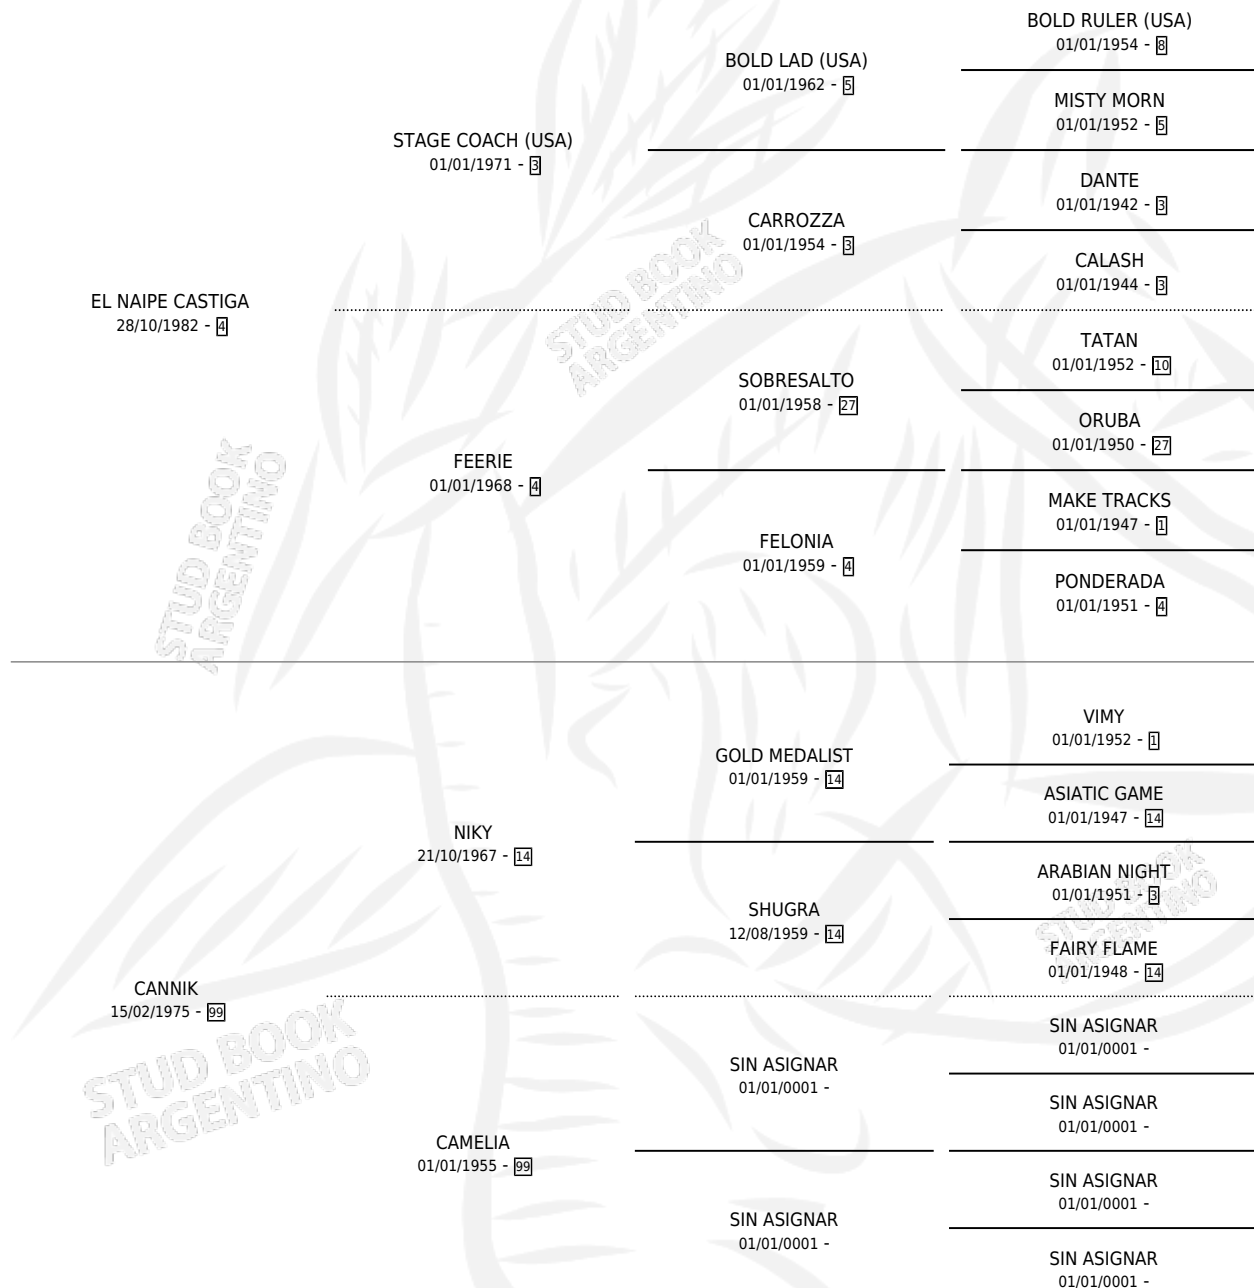 BOLD RULER (USA)
01/01/1954 - 8
BOLD LAD (USA)
01/01/1962 - 5
MISTY MORN
01/01/1952 - 5
STAGE COACH (USA)
01/01/1971 - 3
DANTE
01/01/1942 - 3
CARROZZA
01/01/1954 - 3
CALASH
01/01/1944 - 3
EL NAIPE CASTIGA
28/10/1982 - 4
STUD BOOK
ARGENTINO
TATAN
01/01/1952 - 10
SOBRESALTO
01/01/1958 - 27
ORUBA
01/01/1950 - 27
FEERIE
01/01/1968 - 4
MAKE TRACKS
01/01/1947 - 1
FELONIA
01/01/1959 - 4
PONDERADA
01/01/1951 - 4
STUD BOOK
ARGENTINO
VIMY
01/01/1952 - 1
GOLD MEDALIST
01/01/1959 - 14
ASIATIC GAME
01/01/1947 - 14
NIKY
21/10/1967 - 14
ARABIAN NIGHT
01/01/1951 - 3
SHUGRA
12/08/1959 - 14
FAIRY FLAME
01/01/1948 - 14
STUD BOOK
ARGENTINO
CANNIK
15/02/1975 - 99
SIN ASIGNAR
01/01/0001 -
SIN ASIGNAR
01/01/0001 -
SIN ASIGNAR
01/01/0001 -
STUD BOOK
ARGENTINO
CAMELIA
01/01/1955 - 99
SIN ASIGNAR
01/01/0001 -
SIN ASIGNAR
01/01/0001 -
SIN ASIGNAR
01/01/0001 -